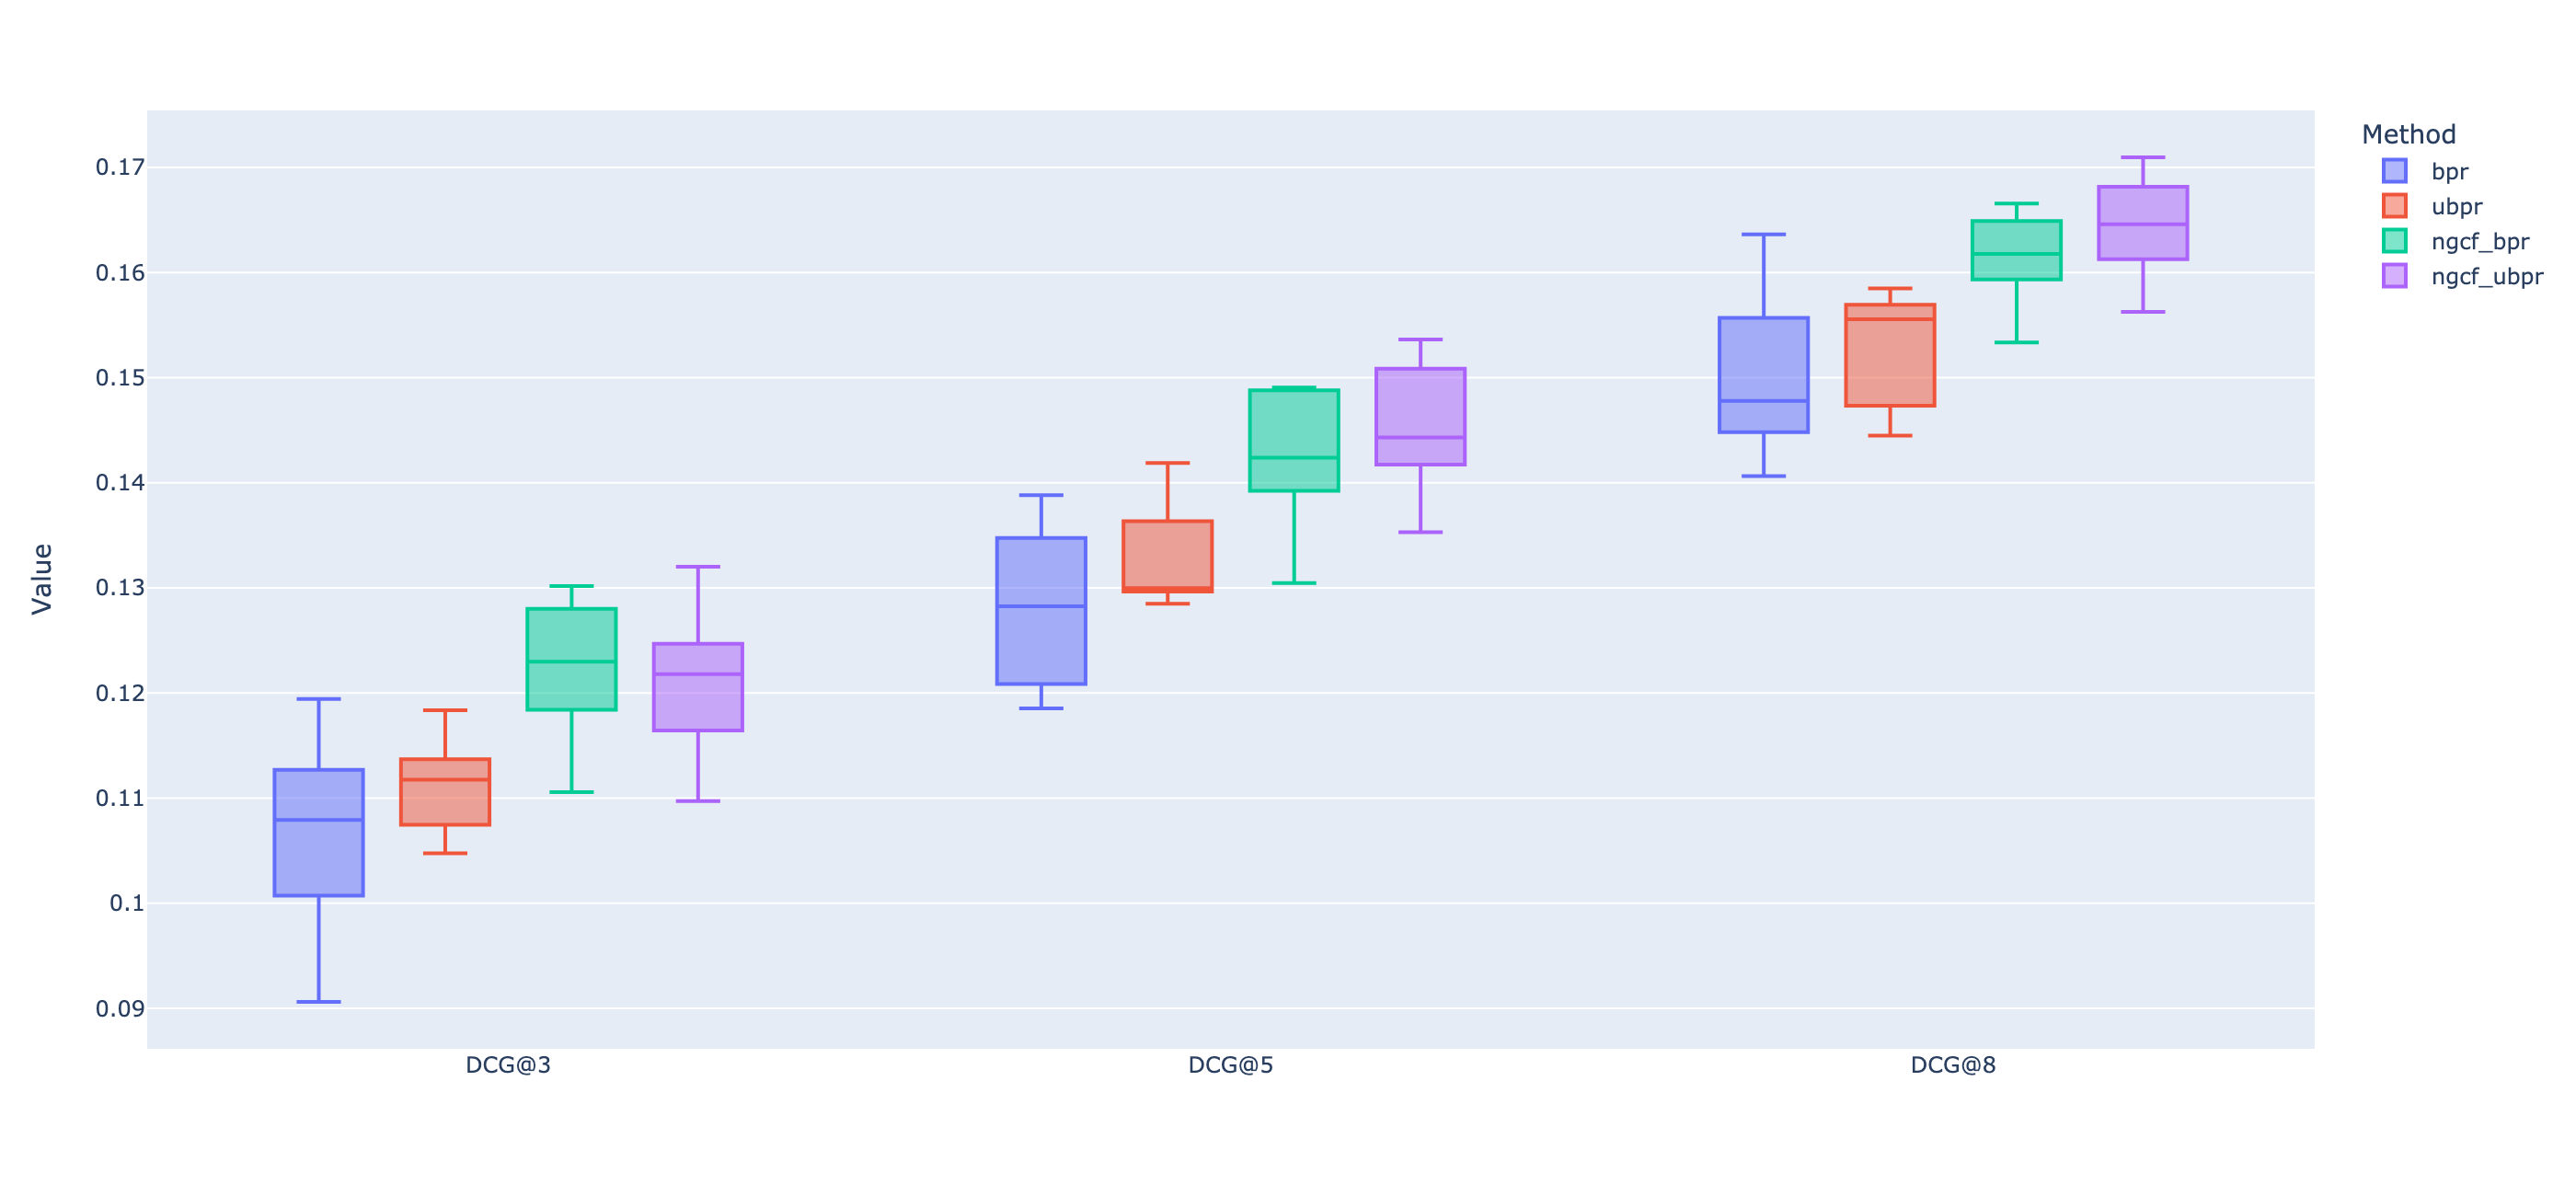 Method
bpr
ubpr
ngcf_bpr
ngcf_ubpr
Value
0.17
0.16
0.15
0.14
0.13
0.12
0.11
0.1
0.09
DCG@3
DCG@5
DCG@8